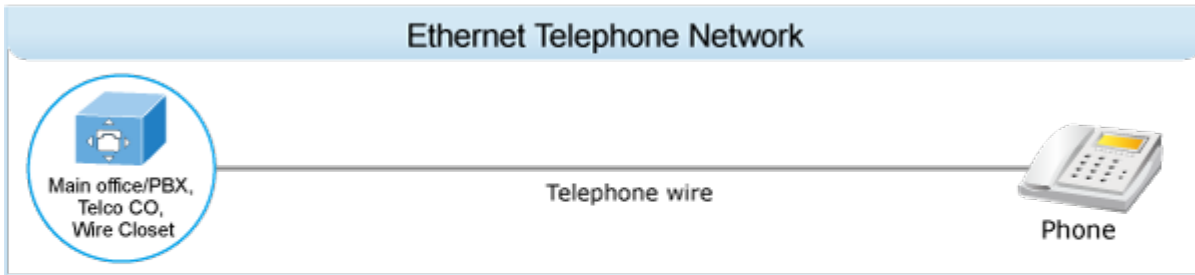 Ethernet Telephone Network
Main office/PBX,
Telco CO,
Wire Closet
Telephone wire
Phone